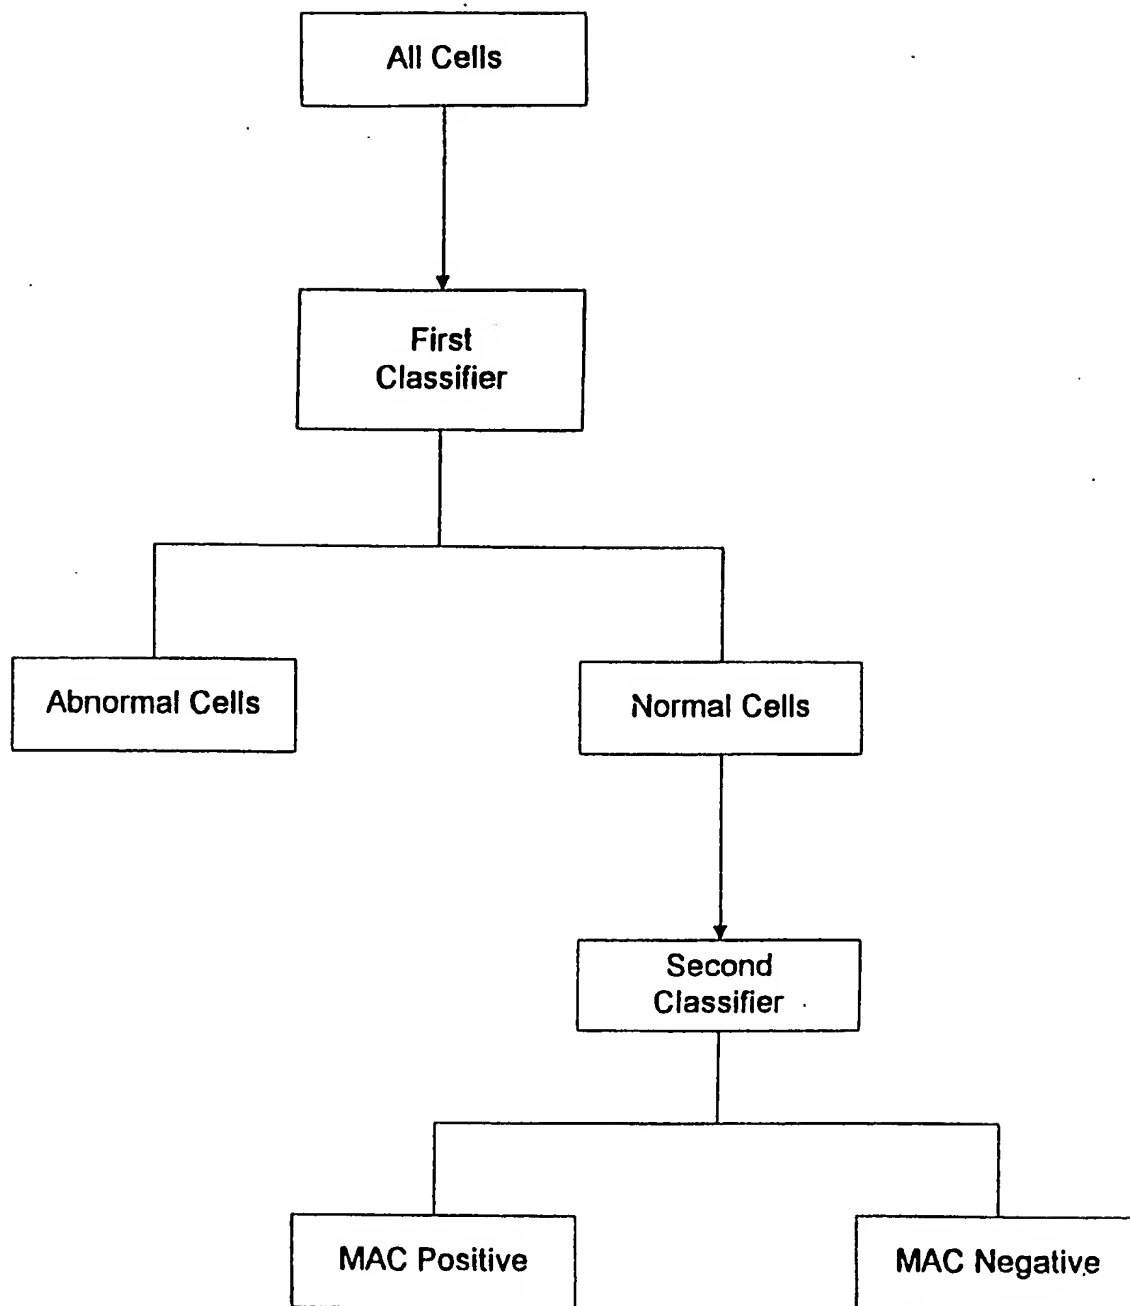 All Cells
First
Classifier
Abnormal Cells
Normal Cells
Second
Classifier
MAC Positive
MAC Negative